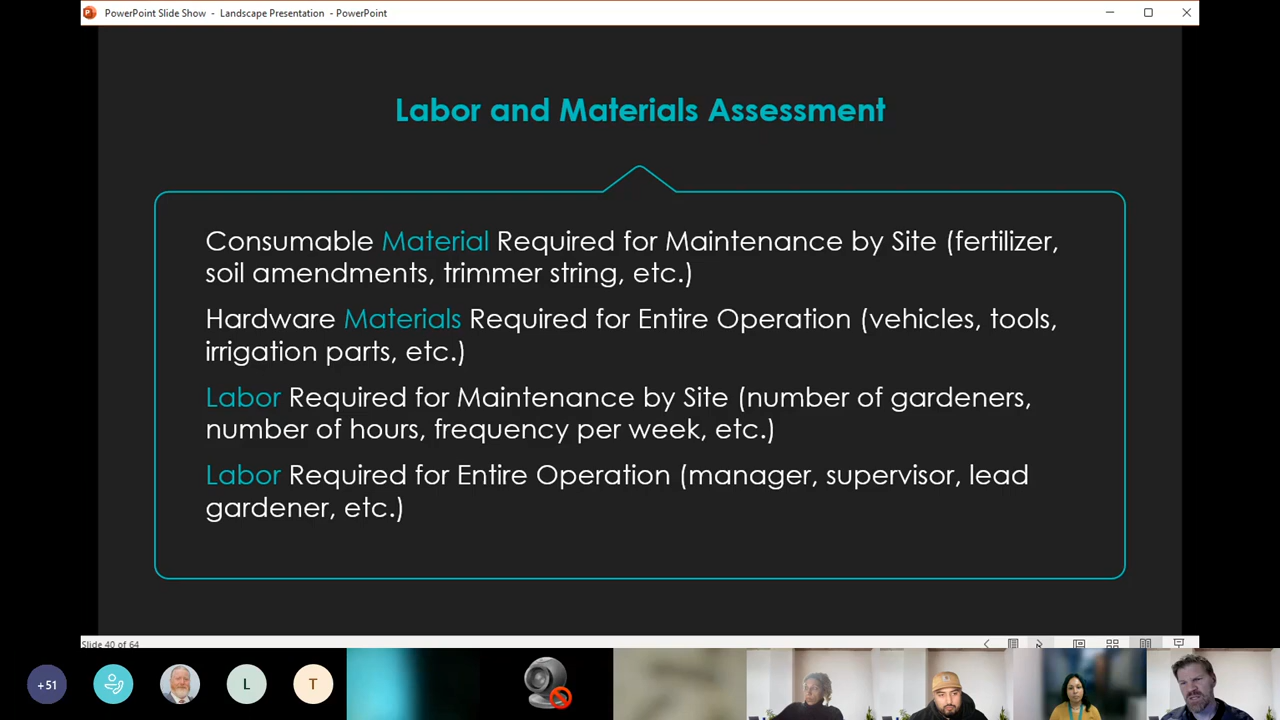 PowerPoint Slide Show - Landscape Presentation - PowerPoint
Labor and Materials Assessment
Consumable Material Required for Maintenance by Site (fertilizer,
soil amendments, trimmer string, etc.)
Hardware Materials Required for Entire Operation (vehicles, tools,
irrigation parts, etc.)
Labor Required for Maintenance by Site (number of gardeners,
number of hours, frequency per week, etc.)
Labor Required for Entire Operation (manager, supervisor, lead
gardener, etc.)
Slide 40 of 64
+51
L
T